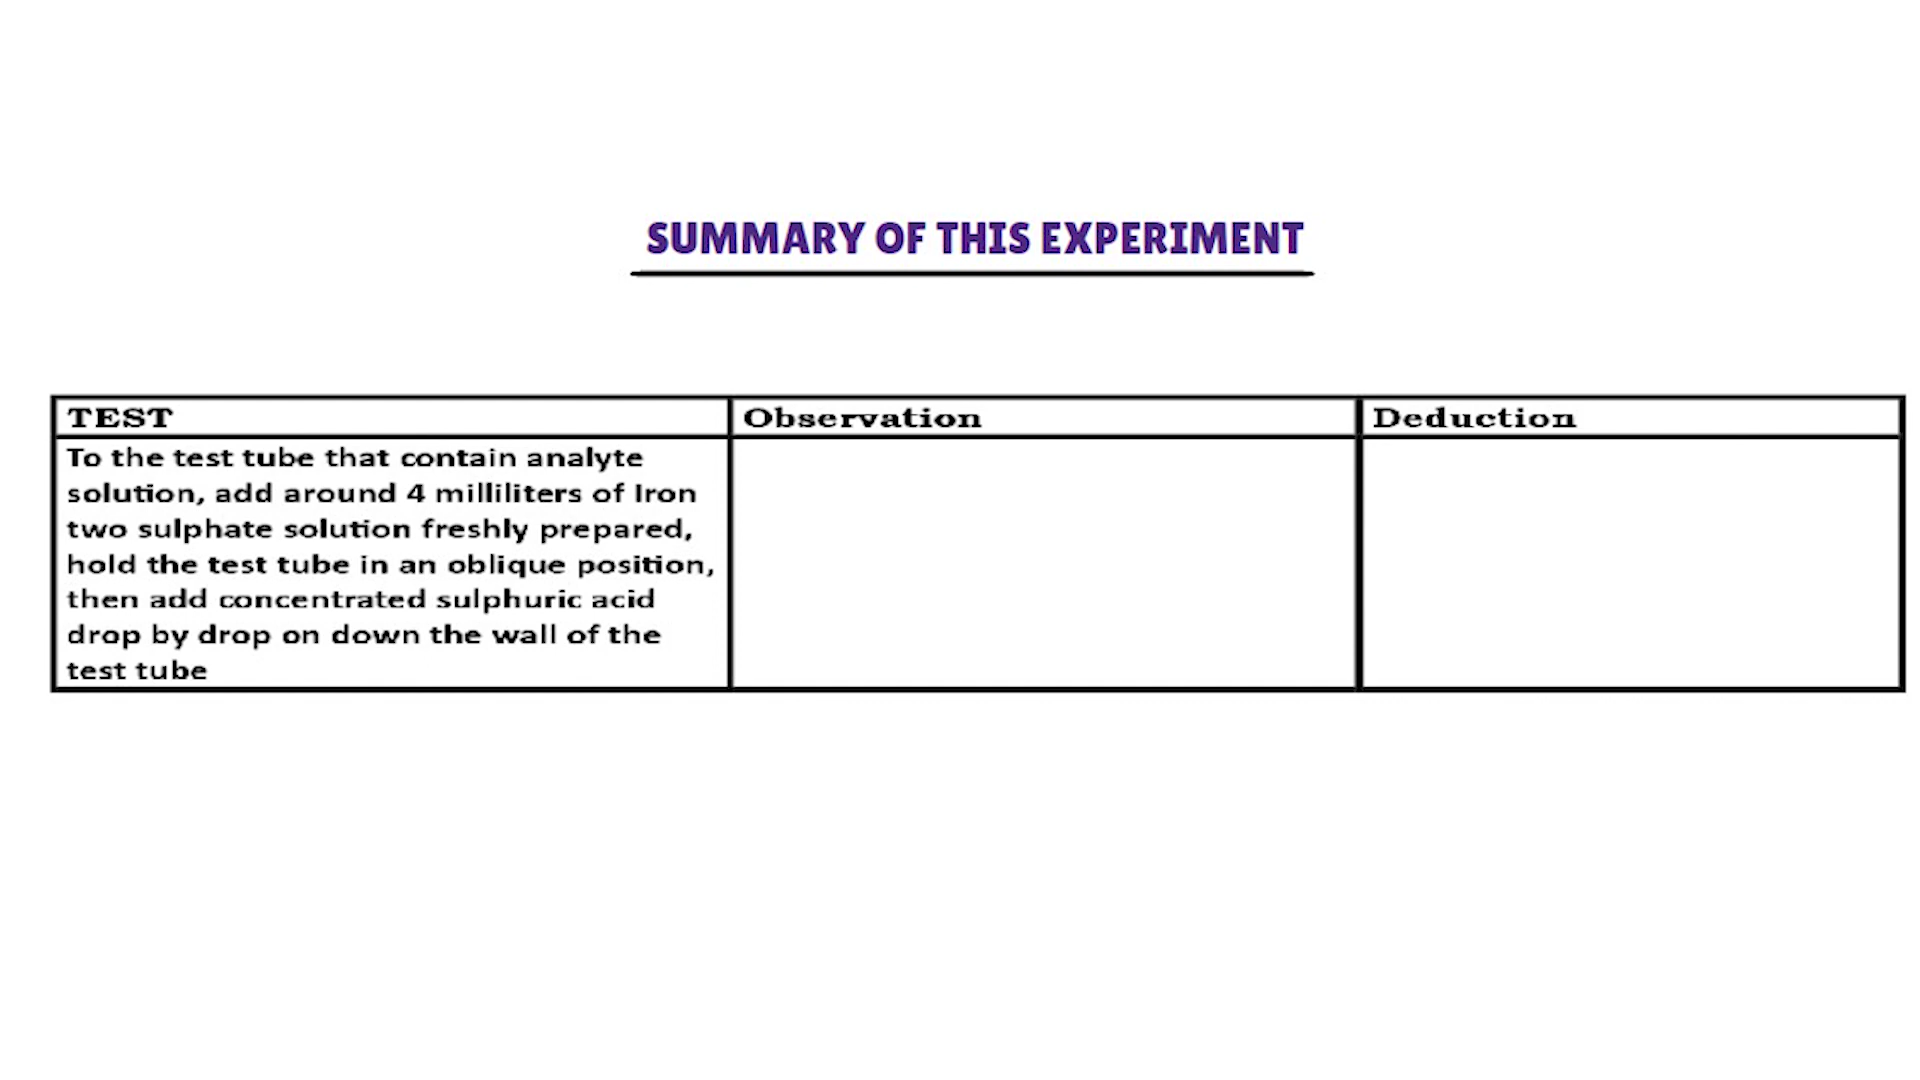 SUMMARY OF THIS EXPERIMENT
TEST
Observation
Deduction
To the test tube that contain analyte
solution, add around 4 milliliters of Iron
two sulphate solution freshly prepared,
hold the test tube in an oblique position,
then add concentrated sulphuric acid
drop by drop on down the wall of the
test tube